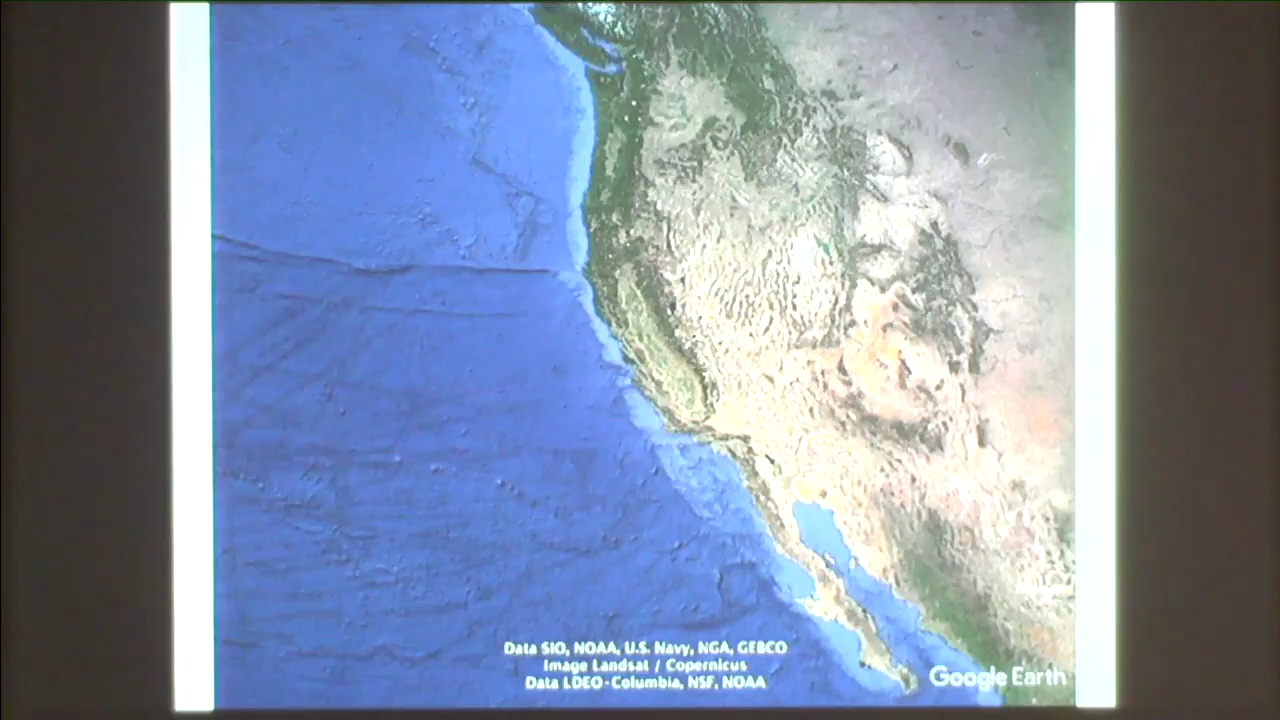 Data SIO, NOAA, U.S. Navy, NGA, GEBCO
Image Landsat / Copernicus
Data LDEO-Columbia, NSF, NOAA
Google Earth